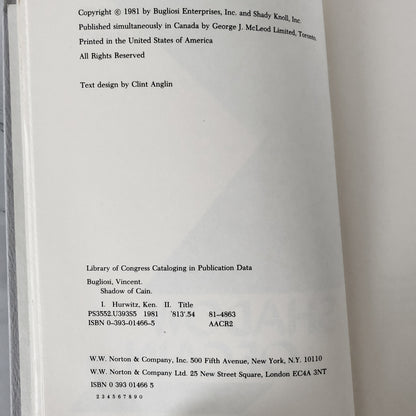 Copyright © 1981 by Bugliosi Enterprises, Inc. and Shady Knoll, Inc.
Published simultaneously in Canada by George J. McLeod Limited, Toronto.
Printed in the United States of America
All Rights Reserved
Text design by Clint Anglin
Library of Congress Cataloging in Publication Data
Bugliosi, Vincent.
Shadow of Cain.
I. Hurwitz, Ken. II. Title
PS3552.U393S5 1981 '813'.54 81-4863
ISBN 0-393-01466-5 AACR2
W.W. Norton & Company, Inc. 500 Fifth Avenue, New York, N.Y. 10110
W.W. Norton & Company Ltd. 25 New Street Square, London EC4A 3NT
ISBN 0 393 01466 5
2 3 4 5 6 7 8 9 0